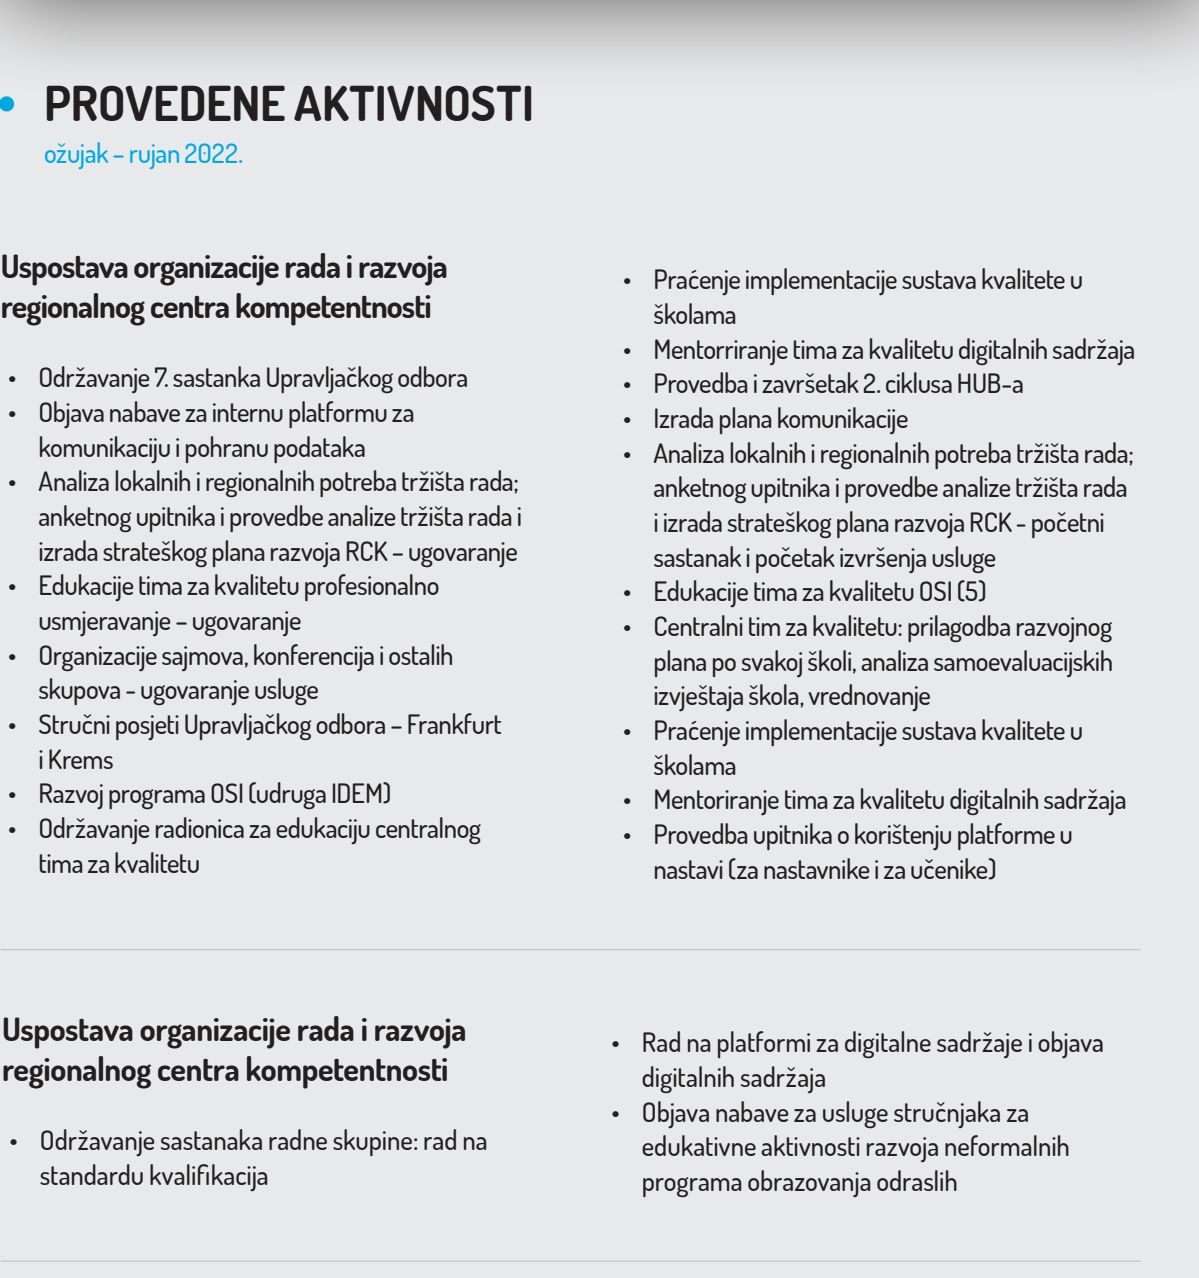 • PROVEDENE AKTIVNOSTI
ožujak – rujan 2022.
Uspostava organizacije rada i razvoja
regionalnog centra kompetentnosti
• Održavanje 7. sastanka Upravljačkog odbora
• Objava nabave za internu platformu za
komunikaciju i pohranu podataka
• Analiza lokalnih i regionalnih potreba tržišta rada;
anketnog upitnika i provedbe analize tržišta rada i
izrada strateškog plana razvoja RCK – ugovaranje
• Edukacije tima za kvalitetu profesionalno
usmjeravanje – ugovaranje
• Organizacije sajmova, konferencija i ostalih
skupova - ugovaranje usluge
• Stručni posjeti Upravljačkog odbora – Frankfurt
i Krems
• Razvoj programa OSI (udruga IDEM)
• Održavanje radionica za edukaciju centralnog
tima za kvalitetu
• Praćenje implementacije sustava kvalitete u
školama
• Mentorriranje tima za kvalitetu digitalnih sadržaja
• Provedba i završetak 2. ciklusa HUB-a
• Izrada plana komunikacije
• Analiza lokalnih i regionalnih potreba tržišta rada;
anketnog upitnika i provedbe analize tržišta rada
i izrada strateškog plana razvoja RCK - početni
sastanak i početak izvršenja usluge
• Edukacije tima za kvalitetu OSI (5)
• Centralni tim za kvalitetu: prilagodba razvojnog
plana po svakoj školi, analiza samoevaluacijskih
izvještaja škola, vrednovanje
• Praćenje implementacije sustava kvalitete u
školama
• Mentoriranje tima za kvalitetu digitalnih sadržaja
• Provedba upitnika o korištenju platforme u
nastavi (za nastavnike i za učenike)
Uspostava organizacije rada i razvoja
regionalnog centra kompetentnosti
• Održavanje sastanaka radne skupine: rad na
standardu kvalifikacija
• Rad na platformi za digitalne sadržaje i objava
digitalnih sadržaja
• Objava nabave za usluge stručnjaka za
edukativne aktivnosti razvoja neformalnih
programa obrazovanja odraslih